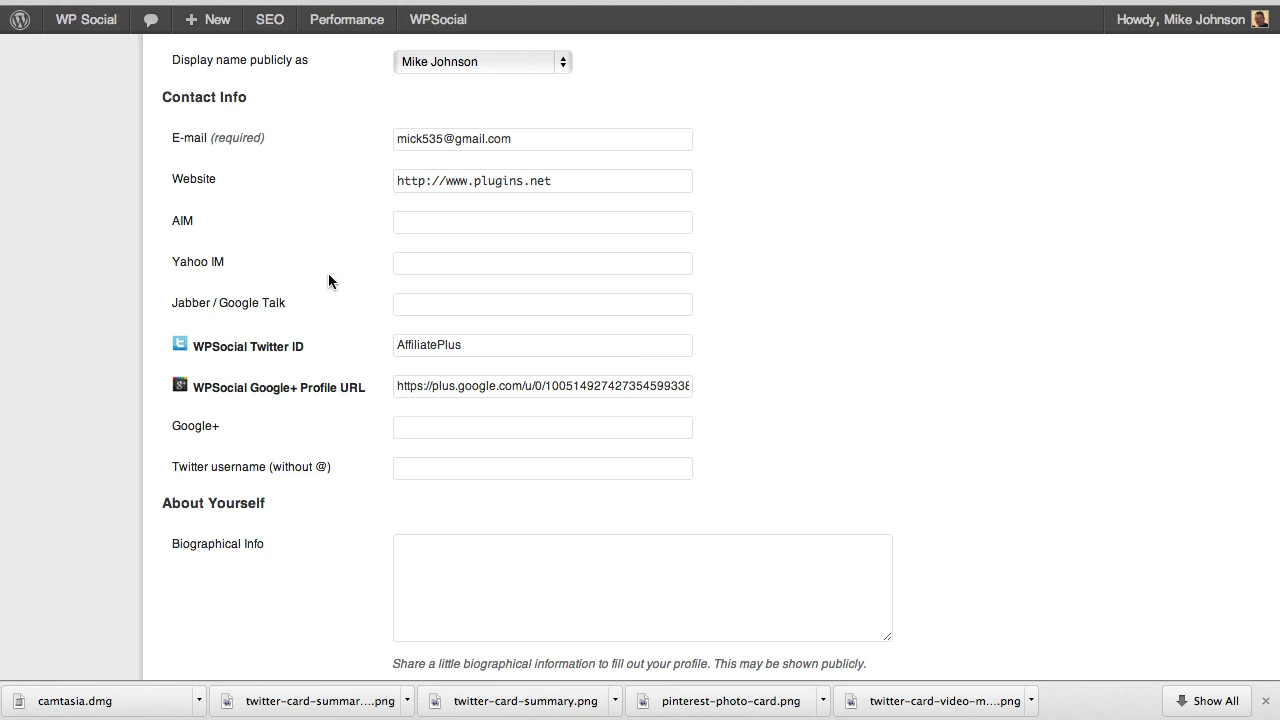 WP Social New SEO Performance WPSocial Howdy, Mike Johnson
Display name publicly as Mike Johnson
Contact Info
E-mail (required) mick535@gmail.com
Website http://www.plugins.net
AIM
Yahoo IM
Jabber / Google Talk
WPSocial Twitter ID AffiliatePlus
WPSocial Google+ Profile URL https://plus.google.com/u/0/100514927427354599338
Google+
Twitter username (without @)
About Yourself
Biographical Info
Share a little biographical information to fill out your profile. This may be shown publicly.
camtasia.dmg twitter-card-summar....png twitter-card-summary.png pinterest-photo-card.png twitter-card-video-m....png Show All